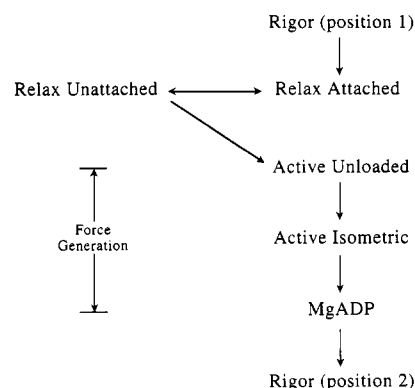 Rigor (position 1)
Relax Unattached
Relax Attached
Active Unloaded
Force
Generation
Active Isometric
MgADP
Rigor (position 2)